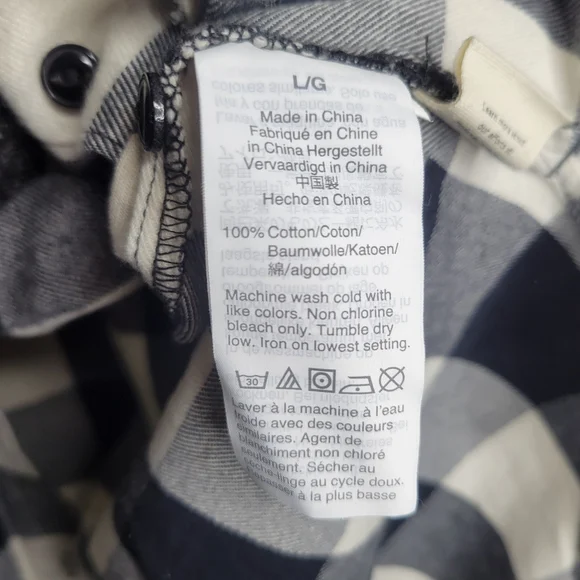 L/G
Made in China
Fabriqué en Chine
in China Hergestellt
Vervaardigd in China
中国製
Hecho en China
100% Cotton/Coton/
Baumwolle/Katoen/
綿/algodón
Machine wash cold with
like colors. Non chlorine
bleach only. Tumble dry
low. Iron on lowest setting.
30
Laver à la machine à l'eau
froide avec des couleurs
similaires. Agent de
blanchiment non chloré
seulement. Sécher au
sèche-linge au cycle doux.
à la plus basse